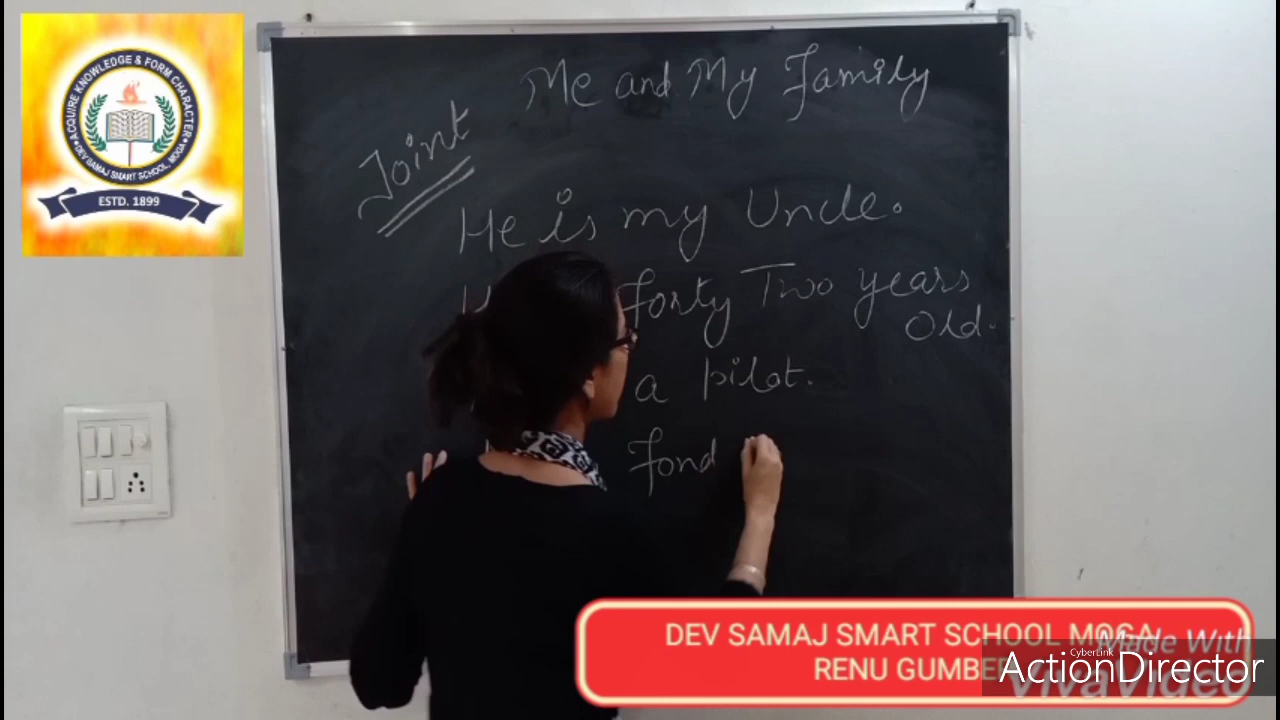 ACQUIRE KNOWLEDGE & FORM CHARACTER
DEV SAMAJ SMART SCHOOL, MOGA
ESTD. 1899
Me and My Family
Joint
He is my Uncle.
forty Two years
Old.
a pilot.
fond
DEV SAMAJ SMART SCHOOL MOGA
RENU GUMBE
Made With
CyberLink
ActionDirector
VivaVideo